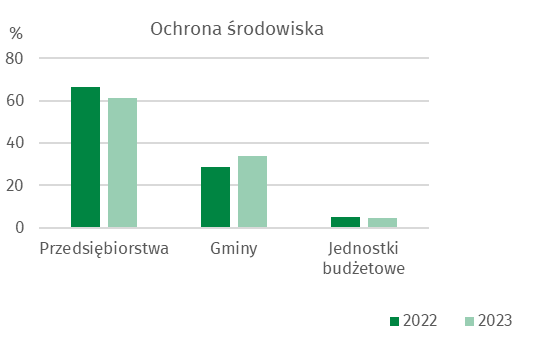 Ochrona środowiska
%
80
60
40
20
0
Przedsiębiorstwa
Gminy
Jednostki
budżetowe
2022
2023